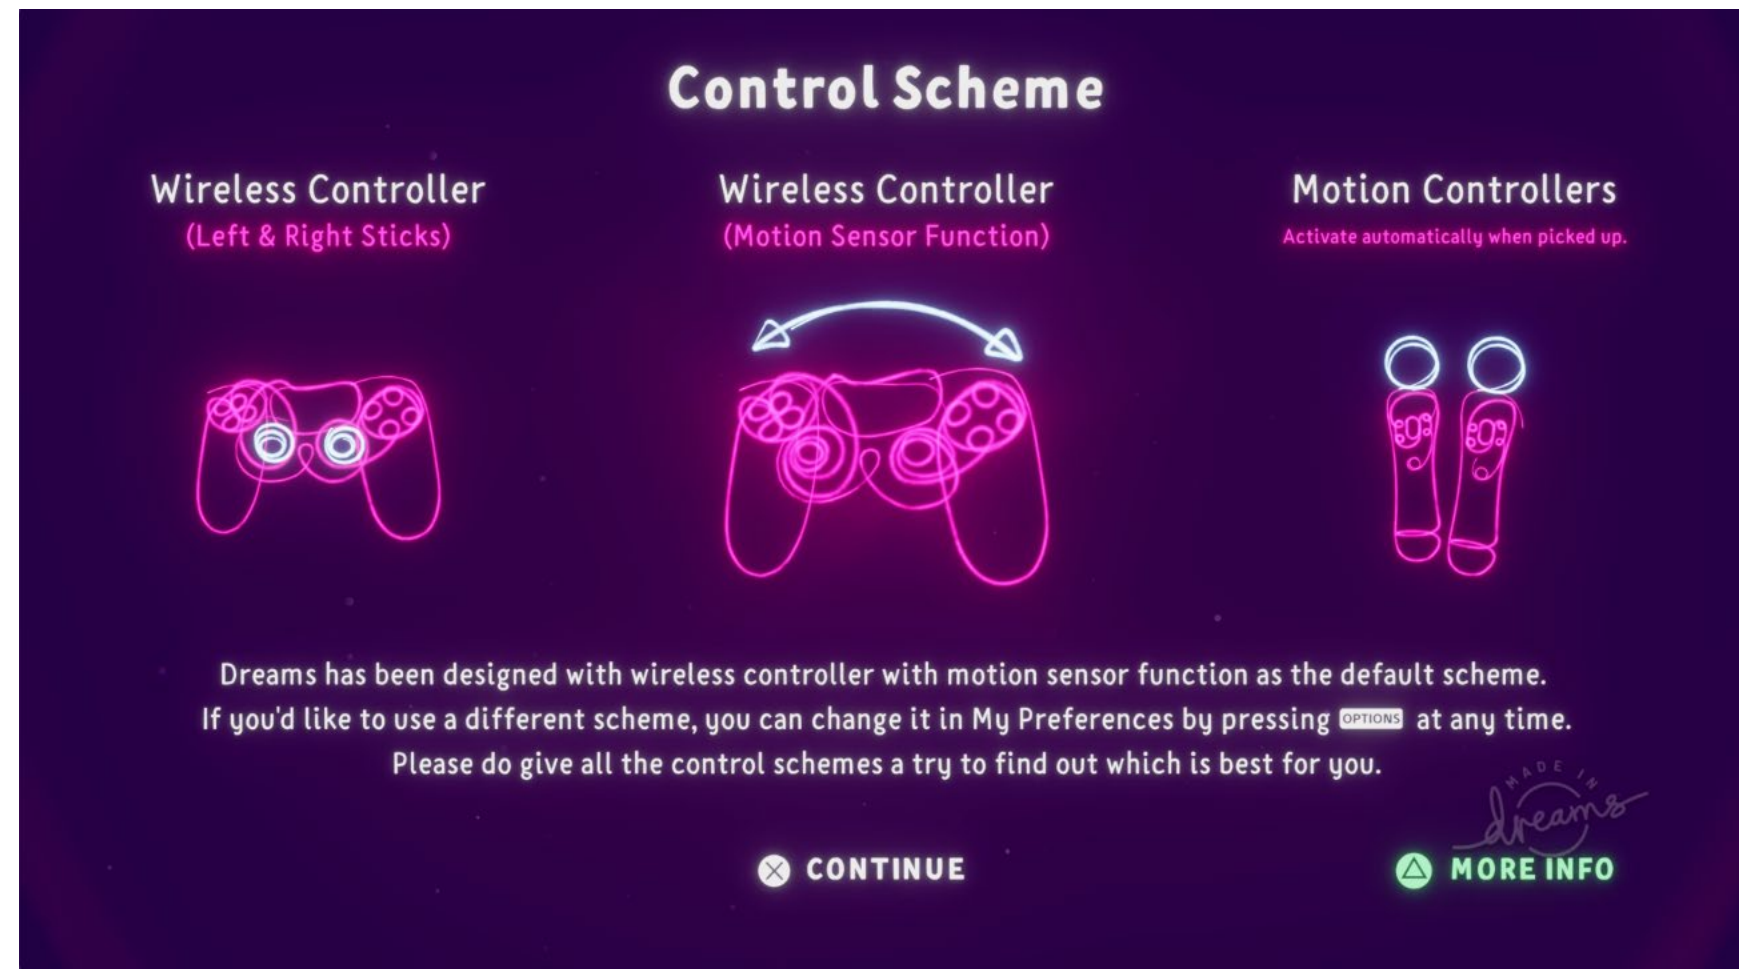 Control Scheme
Wireless Controller
(Left & Right Sticks)
Wireless Controller
(Motion Sensor Function)
Motion Controllers
Activate automatically when picked up.
Dreams has been designed with wireless controller with motion sensor function as the default scheme.
If you'd like to use a different scheme, you can change it in My Preferences by pressing OPTIONS at any time.
Please do give all the control schemes a try to find out which is best for you.
MADE IN
dreams
CONTINUE
MORE INFO